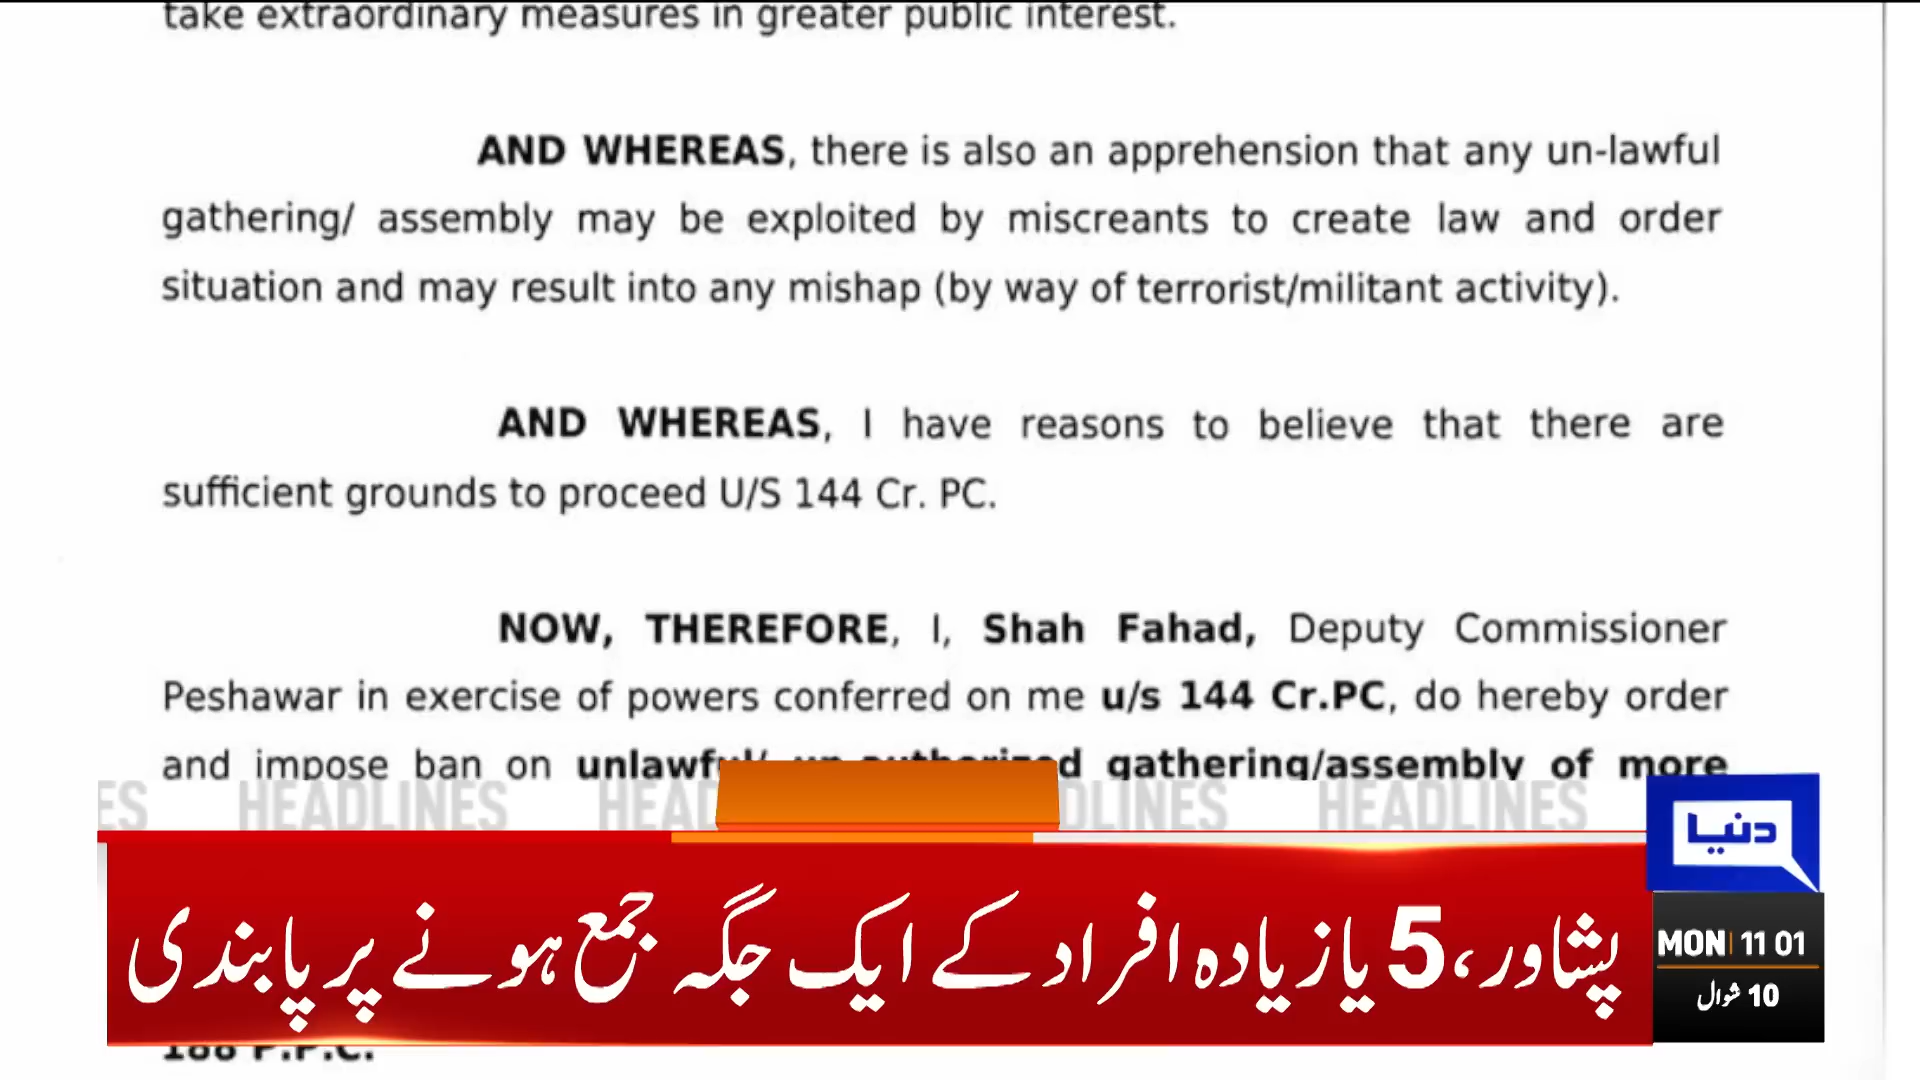 take extraordinary measures in greater public interest.
AND WHEREAS, there is also an apprehension that any un-lawful
gathering/ assembly may be exploited by miscreants to create law and order
situation and may result into any mishap (by way of terrorist/militant activity).
AND WHEREAS, I have reasons to believe that there are
sufficient grounds to proceed U/S 144 Cr. PC.
NOW, THEREFORE, I, Shah Fahad, Deputy Commissioner
Peshawar in exercise of powers conferred on me u/s 144 Cr.PC, do hereby order
and impose ban on unlawful/ un-authorized gathering/assembly of more
HEADLINES HEADLINES
دنیا
پشاور، 5 یا زیادہ افراد کے ایک جگہ جمع ہونے پر پابندی
MON 11 01
10 شوال
188 P.P.C.